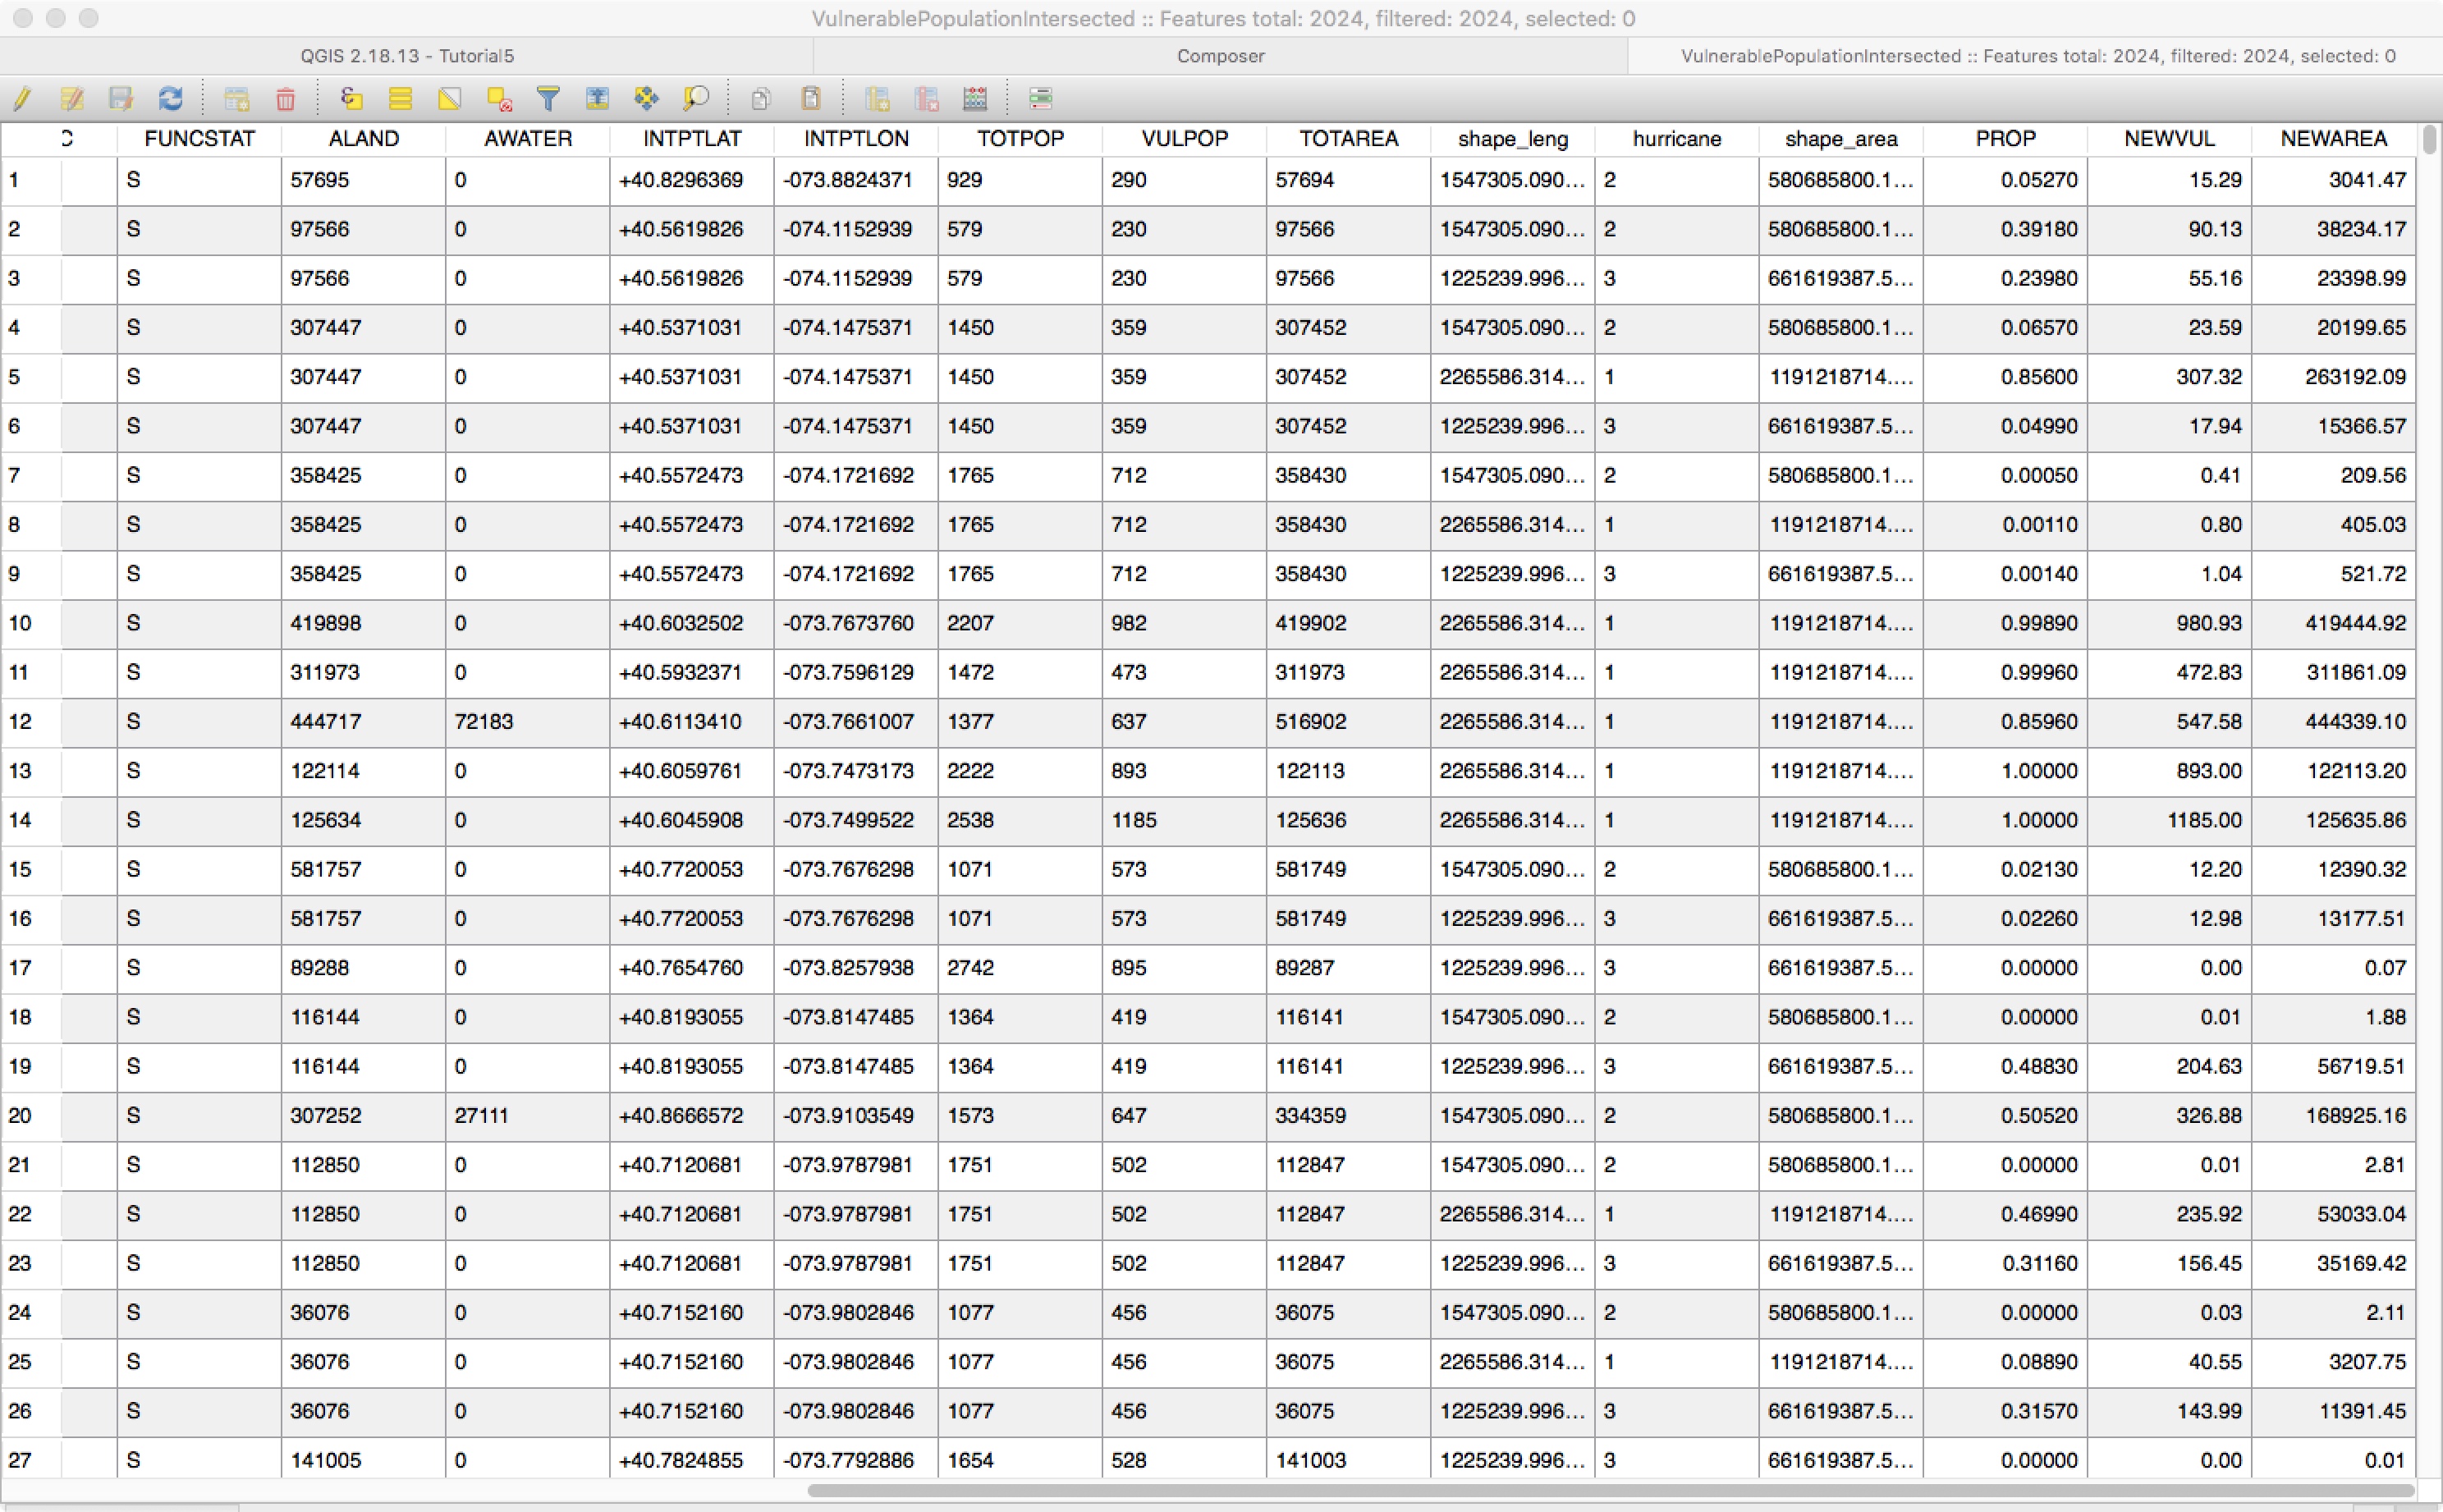 VulnerablePopulationIntersected :: Features total: 2024, filtered: 2024, selected: 0
QGIS 2.18.13 - Tutorial5 Composer VulnerablePopulationIntersected :: Features total: 2024, filtered: 2024, selected: 0
C FUNCSTAT ALAND AWATER INTPTLAT INTPTLON TOTPOP VULPOP TOTAREA shape_leng hurricane shape_area PROP NEWVUL NEWAREA
1 S 57695 0 +40.8296369 -073.8824371 929 290 57694 1547305.090... 2 580685800.1... 0.05270 15.29 3041.47
2 S 97566 0 +40.5619826 -074.1152939 579 230 97566 1547305.090... 2 580685800.1... 0.39180 90.13 38234.17
3 S 97566 0 +40.5619826 -074.1152939 579 230 97566 1225239.996... 3 661619387.5... 0.23980 55.16 23398.99
4 S 307447 0 +40.5371031 -074.1475371 1450 359 307452 1547305.090... 2 580685800.1... 0.06570 23.59 20199.65
5 S 307447 0 +40.5371031 -074.1475371 1450 359 307452 2265586.314... 1 1191218714.... 0.85600 307.32 263192.09
6 S 307447 0 +40.5371031 -074.1475371 1450 359 307452 1225239.996... 3 661619387.5... 0.04990 17.94 15366.57
7 S 358425 0 +40.5572473 -074.1721692 1765 712 358430 1547305.090... 2 580685800.1... 0.00050 0.41 209.56
8 S 358425 0 +40.5572473 -074.1721692 1765 712 358430 2265586.314... 1 1191218714.... 0.00110 0.80 405.03
9 S 358425 0 +40.5572473 -074.1721692 1765 712 358430 1225239.996... 3 661619387.5... 0.00140 1.04 521.72
10 S 419898 0 +40.6032502 -073.7673760 2207 982 419902 2265586.314... 1 1191218714.... 0.99890 980.93 419444.92
11 S 311973 0 +40.5932371 -073.7596129 1472 473 311973 2265586.314... 1 1191218714.... 0.99960 472.83 311861.09
12 S 444717 72183 +40.6113410 -073.7661007 1377 637 516902 2265586.314... 1 1191218714.... 0.85960 547.58 444339.10
13 S 122114 0 +40.6059761 -073.7473173 2222 893 122113 2265586.314... 1 1191218714.... 1.00000 893.00 122113.20
14 S 125634 0 +40.6045908 -073.7499522 2538 1185 125636 2265586.314... 1 1191218714.... 1.00000 1185.00 125635.86
15 S 581757 0 +40.7720053 -073.7676298 1071 573 581749 1547305.090... 2 580685800.1... 0.02130 12.20 12390.32
16 S 581757 0 +40.7720053 -073.7676298 1071 573 581749 1225239.996... 3 661619387.5... 0.02260 12.98 13177.51
17 S 89288 0 +40.7654760 -073.8257938 2742 895 89287 1225239.996... 3 661619387.5... 0.00000 0.00 0.07
18 S 116144 0 +40.8193055 -073.8147485 1364 419 116141 1547305.090... 2 580685800.1... 0.00000 0.01 1.88
19 S 116144 0 +40.8193055 -073.8147485 1364 419 116141 1225239.996... 3 661619387.5... 0.48830 204.63 56719.51
20 S 307252 27111 +40.8666572 -073.9103549 1573 647 334359 1547305.090... 2 580685800.1... 0.50520 326.88 168925.16
21 S 112850 0 +40.7120681 -073.9787981 1751 502 112847 1547305.090... 2 580685800.1... 0.00000 0.01 2.81
22 S 112850 0 +40.7120681 -073.9787981 1751 502 112847 2265586.314... 1 1191218714.... 0.46990 235.92 53033.04
23 S 112850 0 +40.7120681 -073.9787981 1751 502 112847 1225239.996... 3 661619387.5... 0.31160 156.45 35169.42
24 S 36076 0 +40.7152160 -073.9802846 1077 456 36075 1547305.090... 2 580685800.1... 0.00000 0.03 2.11
25 S 36076 0 +40.7152160 -073.9802846 1077 456 36075 2265586.314... 1 1191218714.... 0.08890 40.55 3207.75
26 S 36076 0 +40.7152160 -073.9802846 1077 456 36075 1225239.996... 3 661619387.5... 0.31570 143.99 11391.45
27 S 141005 0 +40.7824855 -073.7792886 1654 528 141003 1225239.996... 3 661619387.5... 0.00000 0.00 0.01